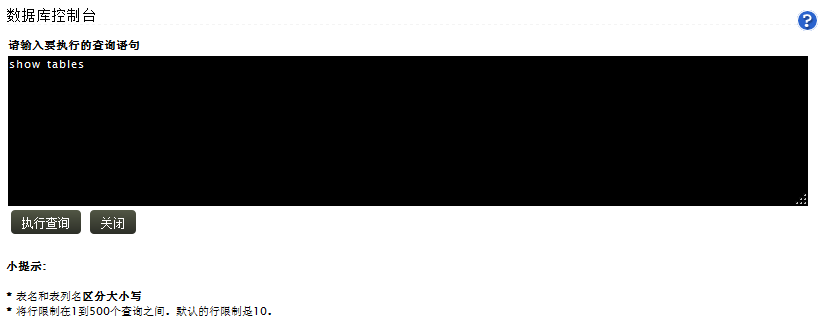 数据库控制台
?
请输入要执行的查询语句
show tables
执行查询 关闭
小提示:
* 表名和表列名区分大小写
* 将行限制在1到500个查询之间。默认的行限制是10。